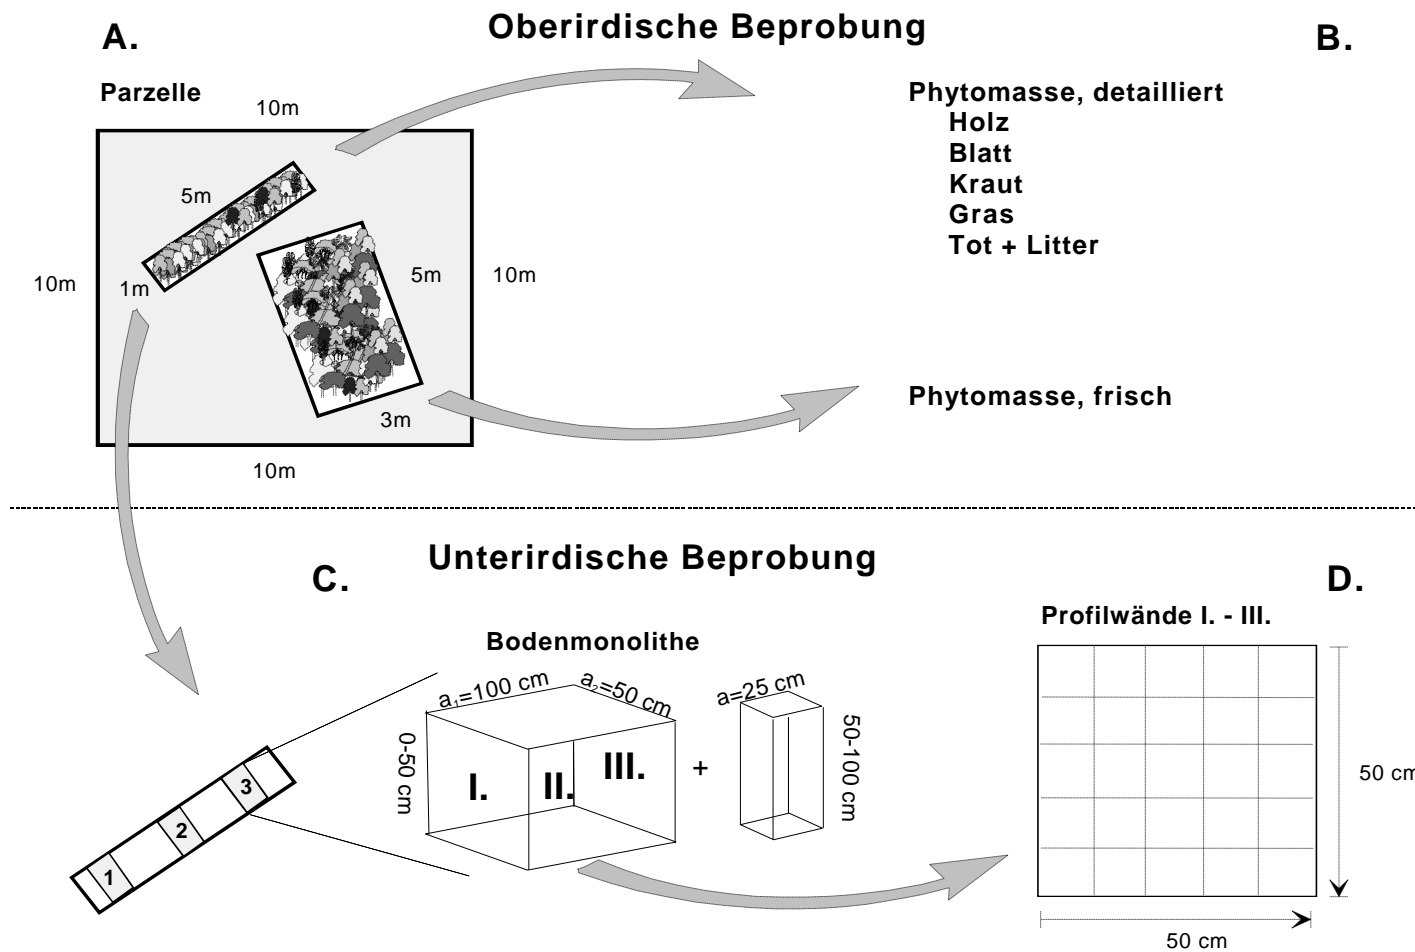 Oberirdische Beprobung
A.
B.
Parzelle
10m
5m
10m
1m
5m
10m
3m
10m
Phytomasse, detailliert
Holz
Blatt
Kraut
Gras
Tot + Litter
Phytomasse, frisch
Unterirdische Beprobung
C.
D.
Bodenmonolithe
a₁=100 cm
a₂=50 cm
a=25 cm
0-50 cm
I.
II.
III.
+
50-100 cm
3
2
1
Profilwände I. - III.
50 cm
50 cm